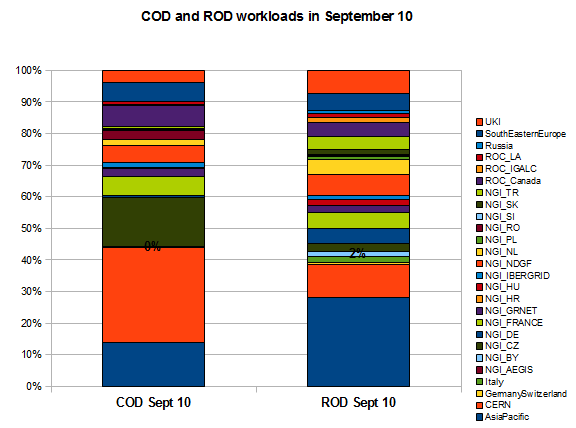 COD and ROD workloads in September 10
100%
90%
80%
70%
60%
50%
40%
30%
20%
10%
0%
0%
2%
COD Sept 10
ROD Sept 10
UKI
SouthEasternEurope
Russia
ROC_LA
ROC_IGALC
ROC_Canada
NGI_TR
NGI_SK
NGI_SI
NGI_RO
NGI_PL
NGI_NL
NGI_NDGF
NGI_IBERGRID
NGI_HU
NGI_HR
NGI_GRNET
NGI_FRANCE
NGI_DE
NGI_CZ
NGI_BY
NGI_AEGIS
Italy
GermanySwitzerland
CERN
AsiaPacific